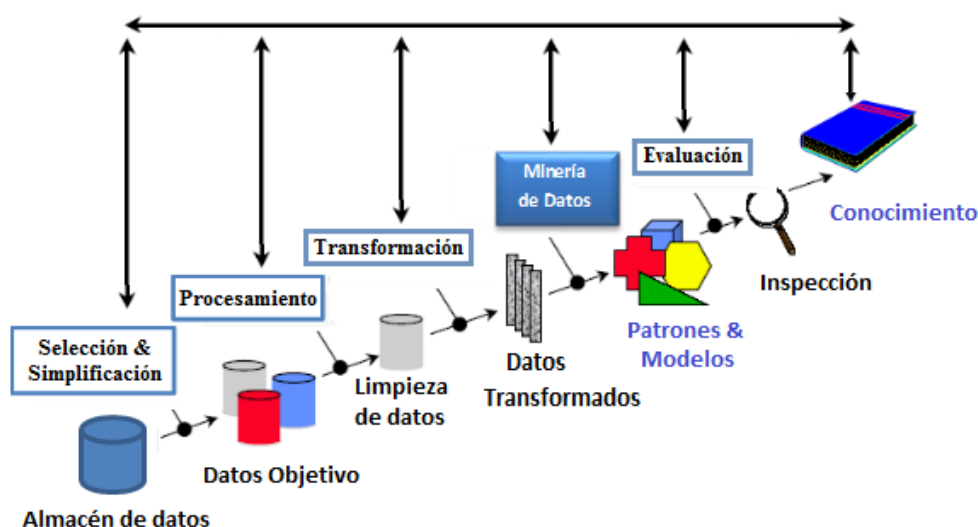 Minería
de Datos
Evaluación
Conocimiento
Transformación
Inspección
Procesamiento
Selección &
Simplificación
Patrones &
Modelos
Datos
Transformados
Limpieza
de datos
Datos Objetivo
Almacén de datos